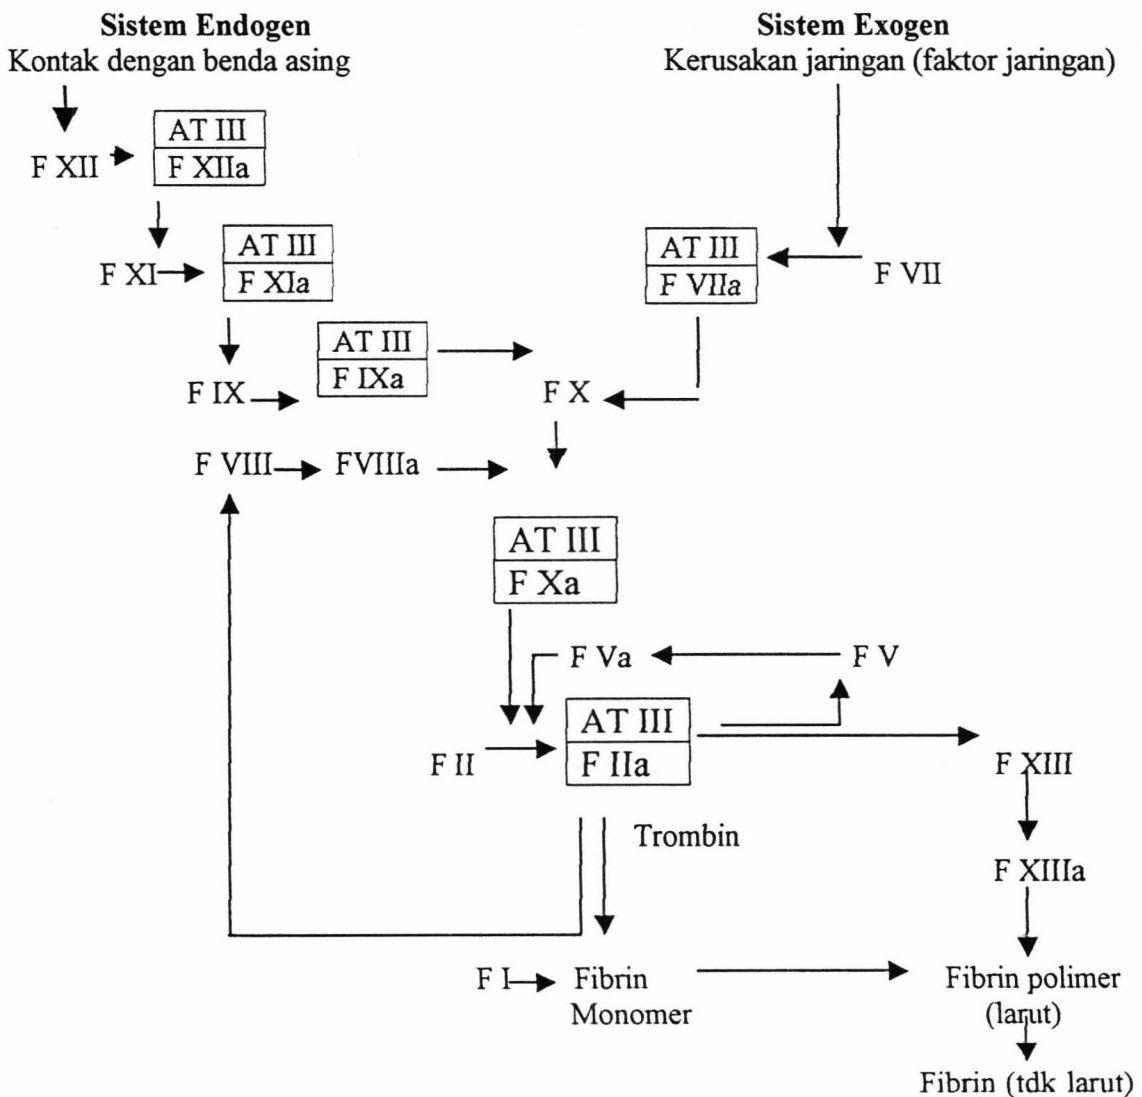 Sistem Endogen
Kontak dengan benda asing
Sistem Exogen
Kerusakan jaringan (faktor jaringan)
F XII
AT III
F XIIa
F XI
AT III
F XIa
AT III
F VIIa
F VII
F IX
AT III
F IXa
F X
F VIII
FVIIIa
AT III
F Xa
F Va
F V
F II
AT III
F IIa
F XIII
Trombin
F XIIIa
F I
Fibrin
Monomer
Fibrin polimer
(larut)
Fibrin (tdk larut)